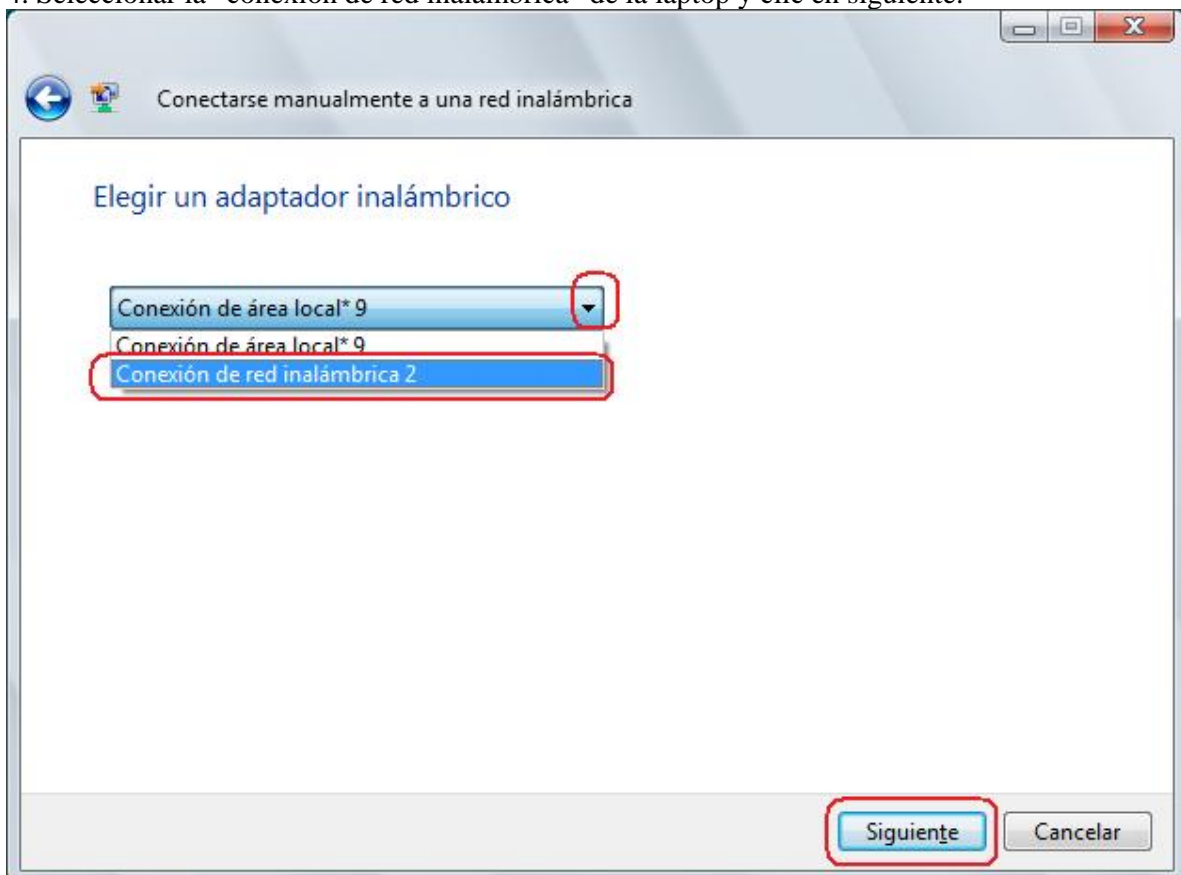 4. Seleccionar la "conexión de red inalámbrica" de la laptop y clic en siguiente.
Conectarse manualmente a una red inalámbrica
Elegir un adaptador inalámbrico
Conexión de área local* 9
Conexión de área local* 9
Conexión de red inalámbrica 2
Siguiente
Cancelar